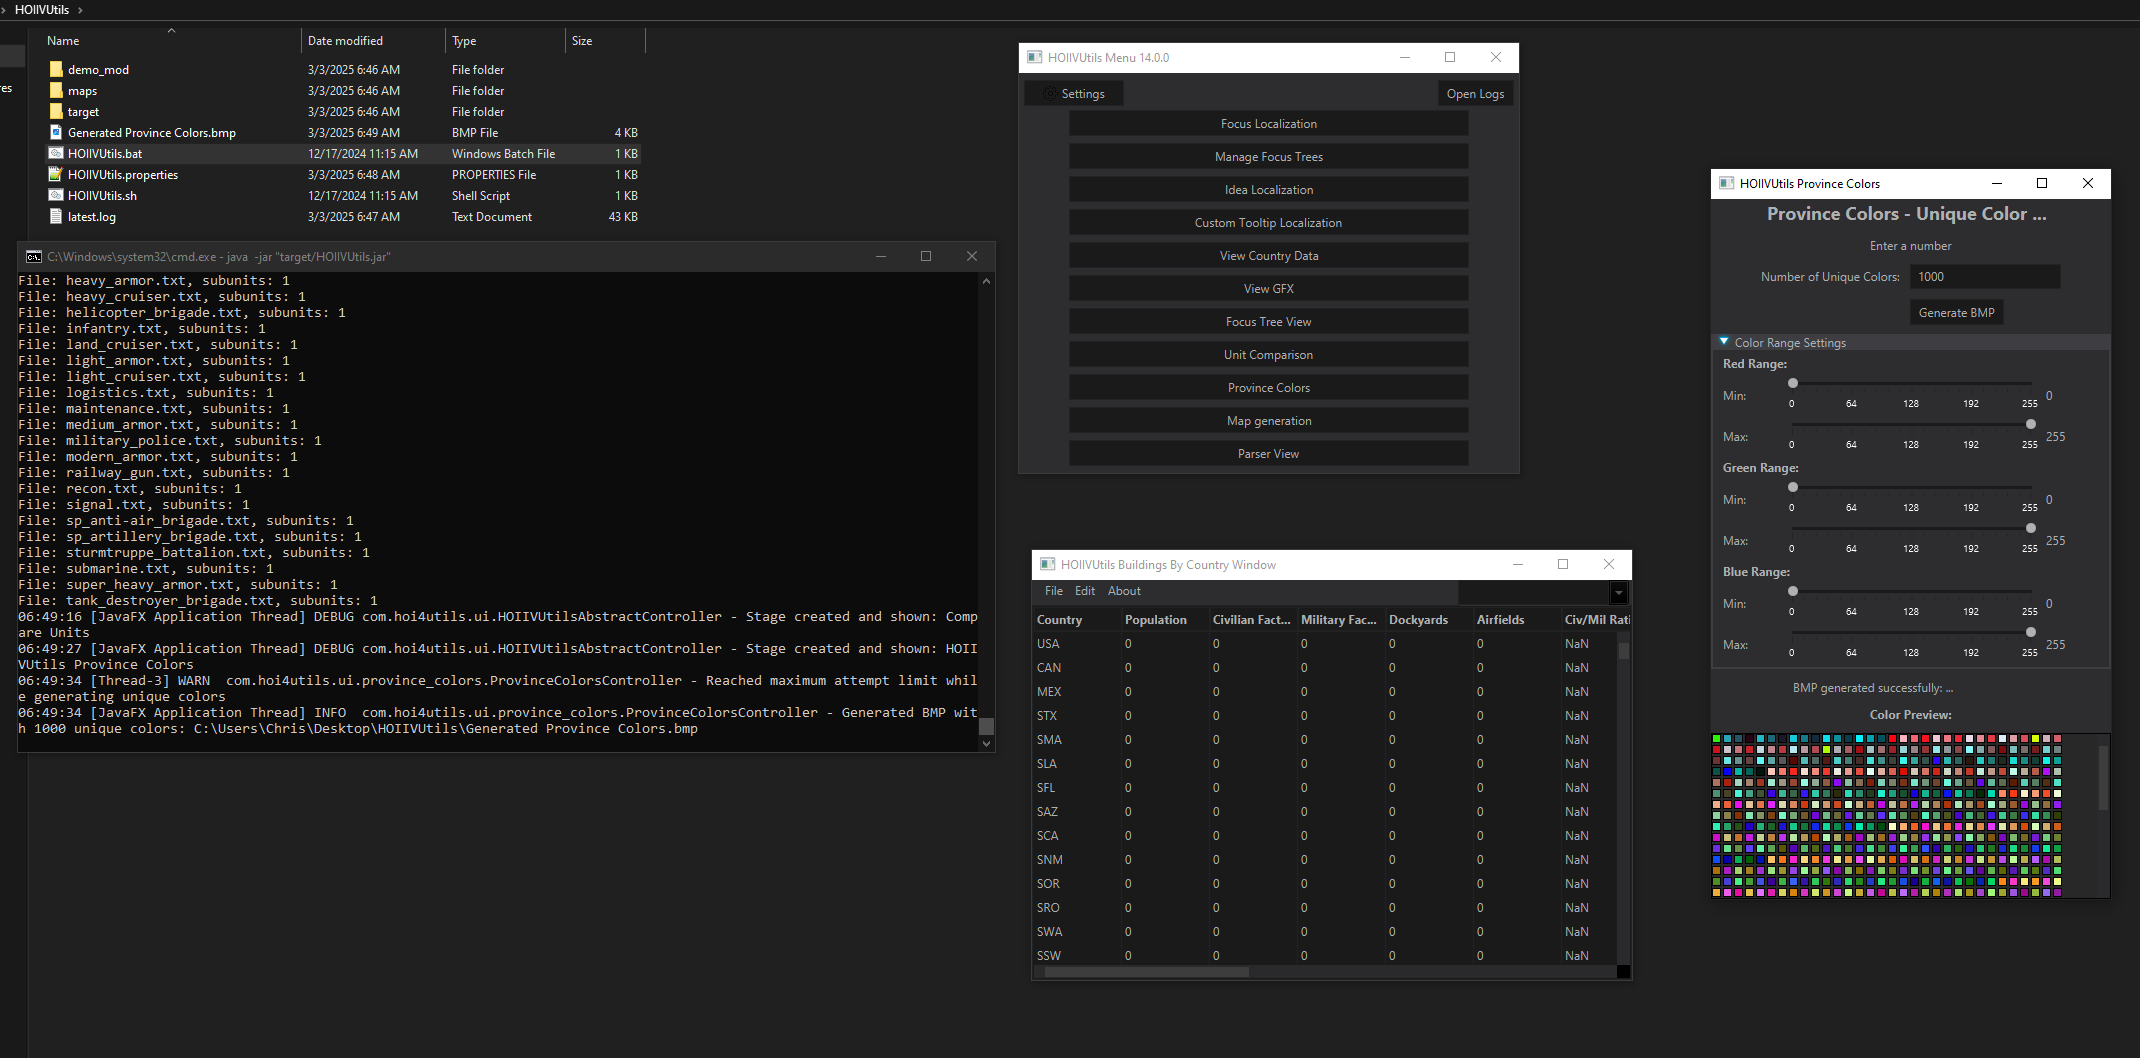 HOIIVUtils
res
Name Date modified Type Size
demo_mod 3/3/2025 6:46 AM File folder
maps 3/3/2025 6:46 AM File folder
target 3/3/2025 6:46 AM File folder
Generated Province Colors.bmp 3/3/2025 6:49 AM BMP File 4 KB
HOIIVUtils.bat 12/17/2024 11:15 AM Windows Batch File 1 KB
HOIIVUtils.properties 3/3/2025 6:48 AM PROPERTIES File 1 KB
HOIIVUtils.sh 12/17/2024 11:15 AM Shell Script 1 KB
latest.log 3/3/2025 6:47 AM Text Document 43 KB
C:\Windows\system32\cmd.exe - java -jar "target/HOIIVUtils.jar"
File: heavy_armor.txt, subunits: 1
File: heavy_cruiser.txt, subunits: 1
File: helicopter_brigade.txt, subunits: 1
File: infantry.txt, subunits: 1
File: land_cruiser.txt, subunits: 1
File: light_armor.txt, subunits: 1
File: light_cruiser.txt, subunits: 1
File: logistics.txt, subunits: 1
File: maintenance.txt, subunits: 1
File: medium_armor.txt, subunits: 1
File: military_police.txt, subunits: 1
File: modern_armor.txt, subunits: 1
File: railway_gun.txt, subunits: 1
File: recon.txt, subunits: 1
File: signal.txt, subunits: 1
File: sp_anti-air_brigade.txt, subunits: 1
File: sp_artillery_brigade.txt, subunits: 1
File: sturmtruppe_battalion.txt, subunits: 1
File: submarine.txt, subunits: 1
File: super_heavy_armor.txt, subunits: 1
File: tank_destroyer_brigade.txt, subunits: 1
06:49:16 [JavaFX Application Thread] DEBUG com.hoi4utils.ui.HOIIVUtilsAbstractController - Stage created and shown: Comp
are Units
06:49:27 [JavaFX Application Thread] DEBUG com.hoi4utils.ui.HOIIVUtilsAbstractController - Stage created and shown: HOII
VUtils Province Colors
06:49:34 [Thread-3] WARN  com.hoi4utils.ui.province_colors.ProvinceColorsController - Reached maximum attempt limit whil
e generating unique colors
06:49:34 [JavaFX Application Thread] INFO  com.hoi4utils.ui.province_colors.ProvinceColorsController - Generated BMP wit
h 1000 unique colors: C:\Users\Chris\Desktop\HOIIVUtils\Generated Province Colors.bmp
HOIIVUtils Menu 14.0.0
Settings Open Logs
Focus Localization
Manage Focus Trees
Idea Localization
Custom Tooltip Localization
View Country Data
View GFX
Focus Tree View
Unit Comparison
Province Colors
Map generation
Parser View
HOIIVUtils Buildings By Country Window
File Edit About
Country Population Civilian Fact... Military Fac... Dockyards Airfields Civ/Mil Rati
USA 0 0 0 0 0 NaN
CAN 0 0 0 0 0 NaN
MEX 0 0 0 0 0 NaN
STX 0 0 0 0 0 NaN
SMA 0 0 0 0 0 NaN
SLA 0 0 0 0 0 NaN
SFL 0 0 0 0 0 NaN
SAZ 0 0 0 0 0 NaN
SCA 0 0 0 0 0 NaN
SNM 0 0 0 0 0 NaN
SOR 0 0 0 0 0 NaN
SRO 0 0 0 0 0 NaN
SWA 0 0 0 0 0 NaN
SSW 0 0 0 0 0 NaN
HOIIVUtils Province Colors
Province Colors - Unique Color ...
Enter a number
Number of Unique Colors: 1000
Generate BMP
Color Range Settings
Red Range:
Min: 0
0 64 128 192 255
Max: 255
0 64 128 192 255
Green Range:
Min: 0
0 64 128 192 255
Max: 255
0 64 128 192 255
Blue Range:
Min: 0
0 64 128 192 255
Max: 255
0 64 128 192 255
BMP generated successfully: ...
Color Preview: